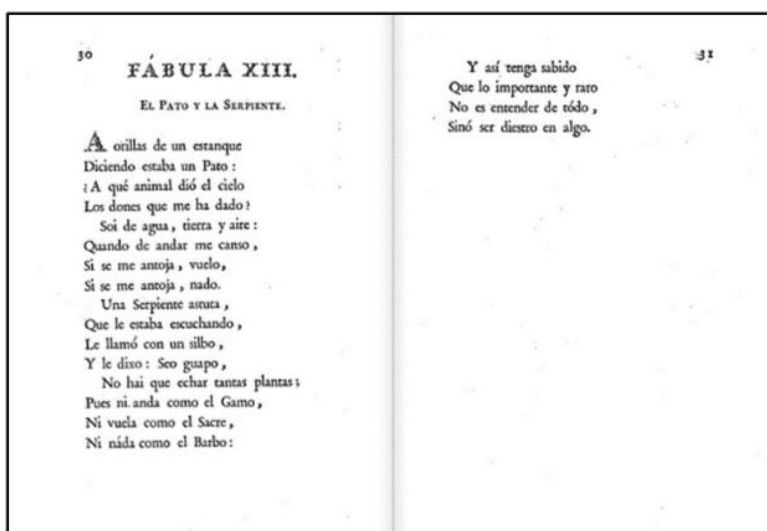 30
FÁBULA XIII.
EL PATO Y LA SERPIENTE.
A orillas de un estanque
Diciendo estaba un Pato:
¿A qué animal dió el cielo
Los dones que me ha dado?
Soi de agua, tierra y aire:
Quando de andar me canso,
Si se me antoja, vuelo,
Si se me antoja, nado.
Una Serpiente astuta,
Que le estaba escuchando,
Le llamó con un silbo,
Y le dixo: Seo guapo,
No hai que echar tantas plantas;
Pues ni anda como el Gamo,
Ni vuela como el Sacre,
Ni náda como el Barbo:
31
Y así tenga sabido
Que lo importante y raro
No es entender de tódo,
Sinó ser diestro en algo.